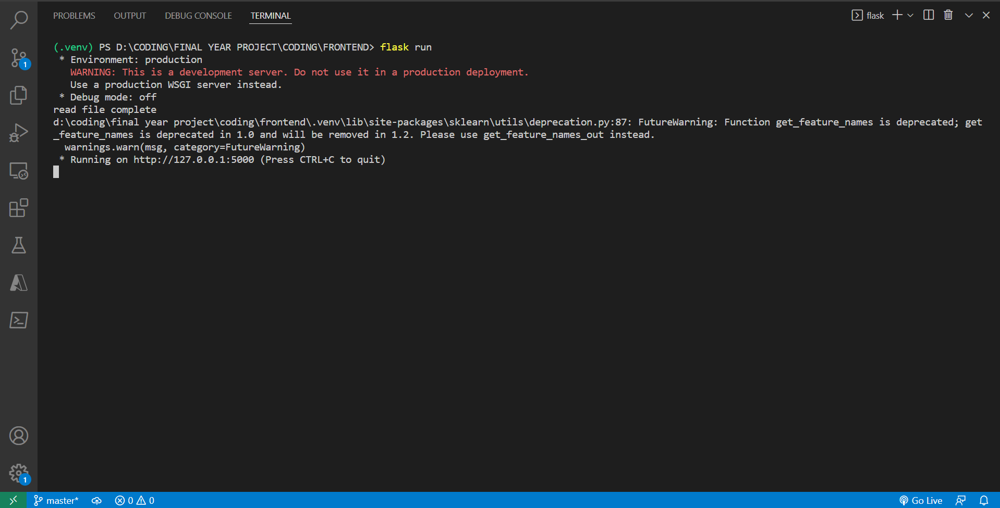 PROBLEMS OUTPUT DEBUG CONSOLE TERMINAL flask
(.venv) PS D:\CODING\FINAL YEAR PROJECT\CODING\FRONTEND> flask run
 * Environment: production
   WARNING: This is a development server. Do not use it in a production deployment.
   Use a production WSGI server instead.
 * Debug mode: off
read file complete
d:\coding\final year project\coding\frontend\.venv\lib\site-packages\sklearn\utils\deprecation.py:87: FutureWarning: Function get_feature_names is deprecated; get
_feature_names is deprecated in 1.0 and will be removed in 1.2. Please use get_feature_names_out instead.
  warnings.warn(msg, category=FutureWarning)
 * Running on http://127.0.0.1:5000 (Press CTRL+C to quit)
1
1
master* 0 0 Go Live